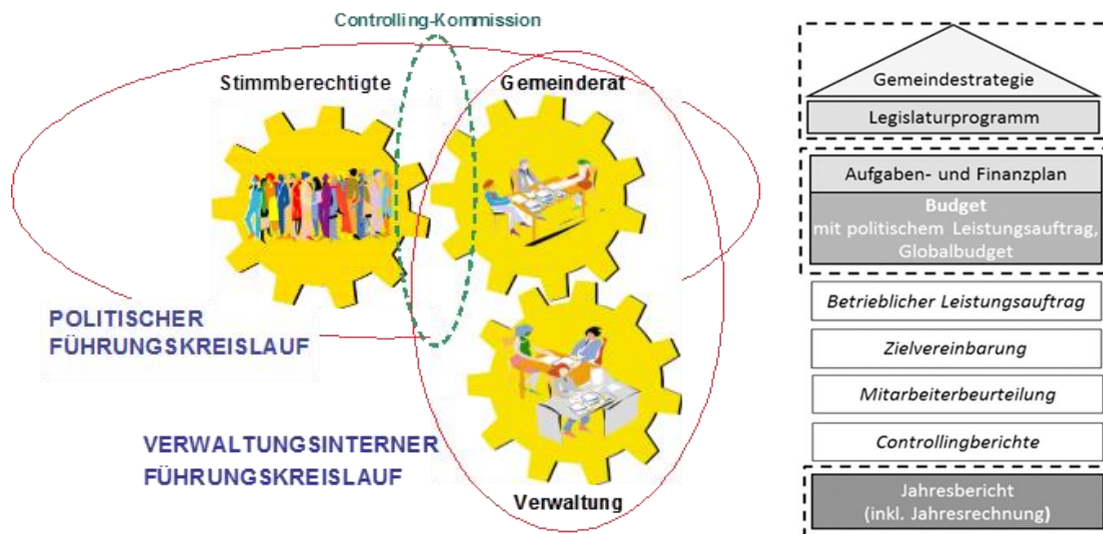 Controlling-Kommission
Stimmberechtigte
Gemeinderat
POLITISCHER
FÜHRUNGSKREISLAUF
VERWALTUNGSINTERNER
FÜHRUNGSKREISLAUF
Verwaltung
Gemeindestrategie
Legislaturprogramm
Aufgaben- und Finanzplan
Budget
mit politischem Leistungsauftrag,
Globalbudget
Betrieblicher Leistungsauftrag
Zielvereinbarung
Mitarbeiterbeurteilung
Controllingberichte
Jahresbericht
(inkl. Jahresrechnung)